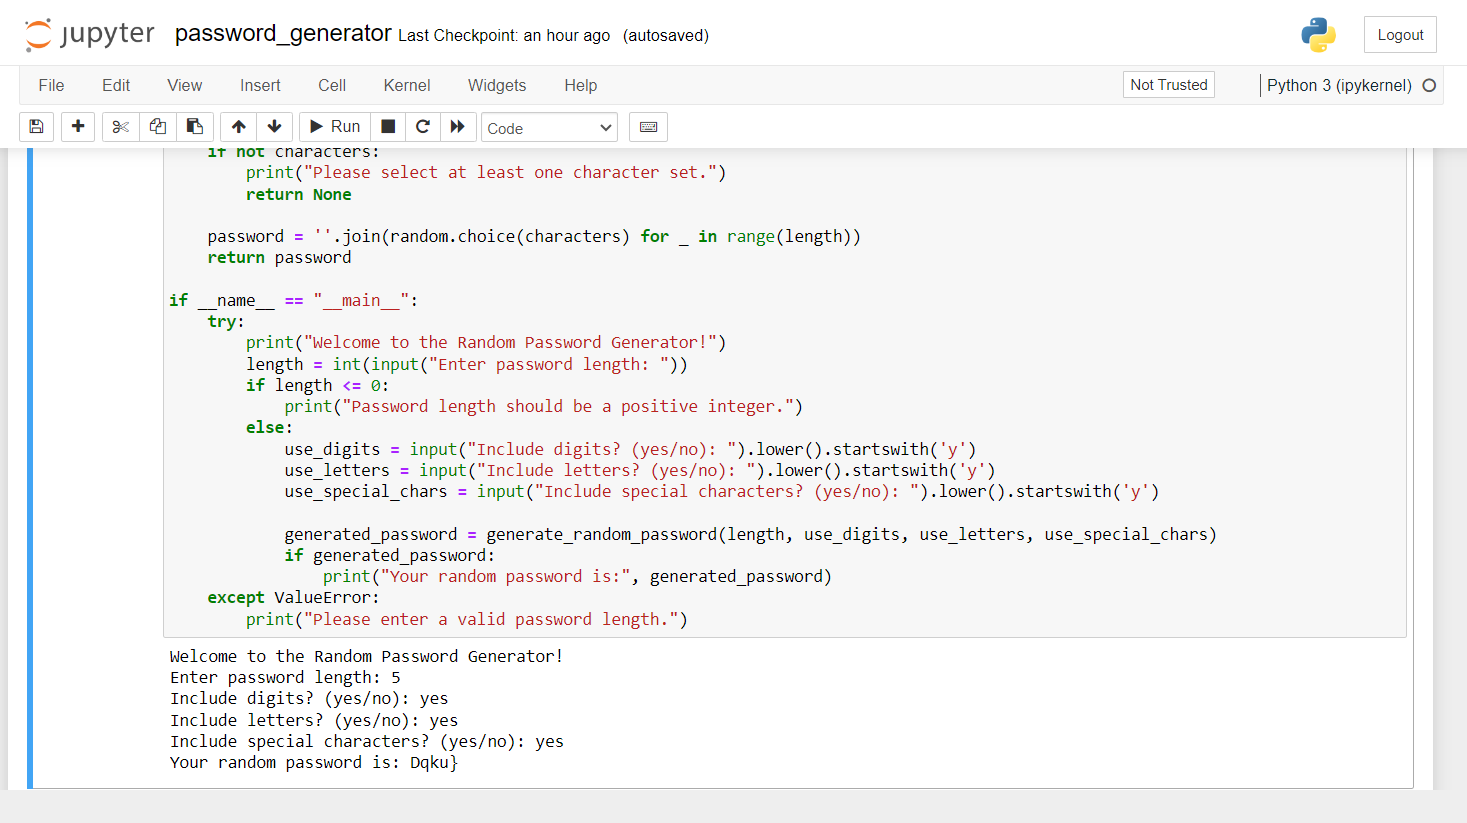 jupyter password_generator Last Checkpoint: an hour ago (autosaved)
Logout
File Edit View Insert Cell Kernel Widgets Help Not Trusted Python 3 (ipykernel)
Run Code
if not characters:
print("Please select at least one character set.")
return None
password = ''.join(random.choice(characters) for _ in range(length))
return password
if __name__ == "__main__":
try:
print("Welcome to the Random Password Generator!")
length = int(input("Enter password length: "))
if length <= 0:
print("Password length should be a positive integer.")
else:
use_digits = input("Include digits? (yes/no): ").lower().startswith('y')
use_letters = input("Include letters? (yes/no): ").lower().startswith('y')
use_special_chars = input("Include special characters? (yes/no): ").lower().startswith('y')
generated_password = generate_random_password(length, use_digits, use_letters, use_special_chars)
if generated_password:
print("Your random password is:", generated_password)
except ValueError:
print("Please enter a valid password length.")
Welcome to the Random Password Generator!
Enter password length: 5
Include digits? (yes/no): yes
Include letters? (yes/no): yes
Include special characters? (yes/no): yes
Your random password is: Dqku}